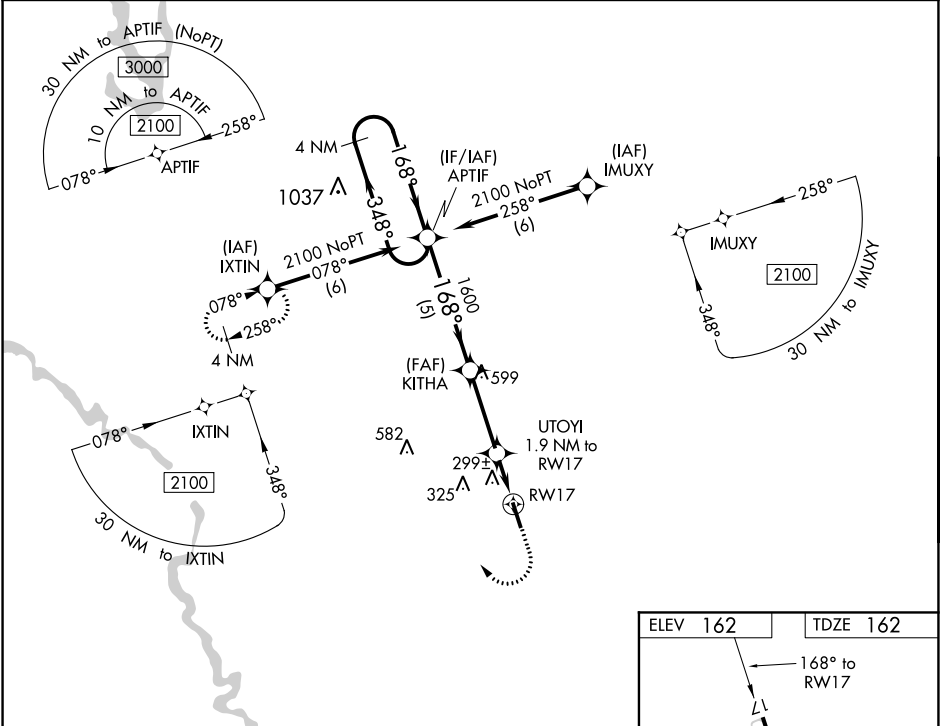 30 NM to APTIF (NoPT)
3000
10 NM to APTIF
2100
258°
078°
APTIF
4 NM
168°
348°
1037
(IF/IAF)
APTIF
(IAF)
IMUXY
2100 NoPT
258°
(6)
(IAF)
IXTIN
2100 NoPT
078°
(6)
078°
258°
4 NM
1600
168°
(5)
258°
IMUXY
2100
348°
30 NM to IMUXY
(FAF)
KITHA
599
078°
IXTIN
2100
348°
30 NM to IXTIN
582
UTOYI
1.9 NM to
RW17
299±
325
RW17
ELEV 162
TDZE 162
168° to
RW17
17